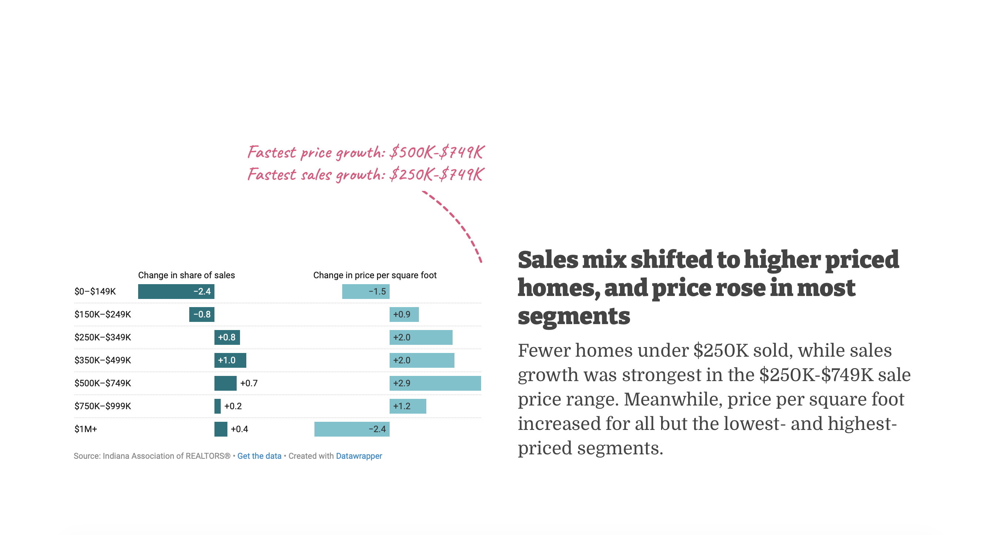 Fastest price growth: $500K-$749K
Fastest sales growth: $250K-$749K
Change in share of sales Change in price per square foot
$0–$149K −2.4 −1.5
$150K–$249K −0.8 +0.9
$250K–$349K +0.8 +2.0
$350K–$499K +1.0 +2.0
$500K–$749K +0.7 +2.9
$750K–$999K +0.2 +1.2
$1M+ +0.4 −2.4
Source: Indiana Association of REALTORS® • Get the data • Created with Datawrapper
Sales mix shifted to higher priced
homes, and price rose in most
segments
Fewer homes under $250K sold, while sales
growth was strongest in the $250K-$749K sale
price range. Meanwhile, price per square foot
increased for all but the lowest- and highest-
priced segments.